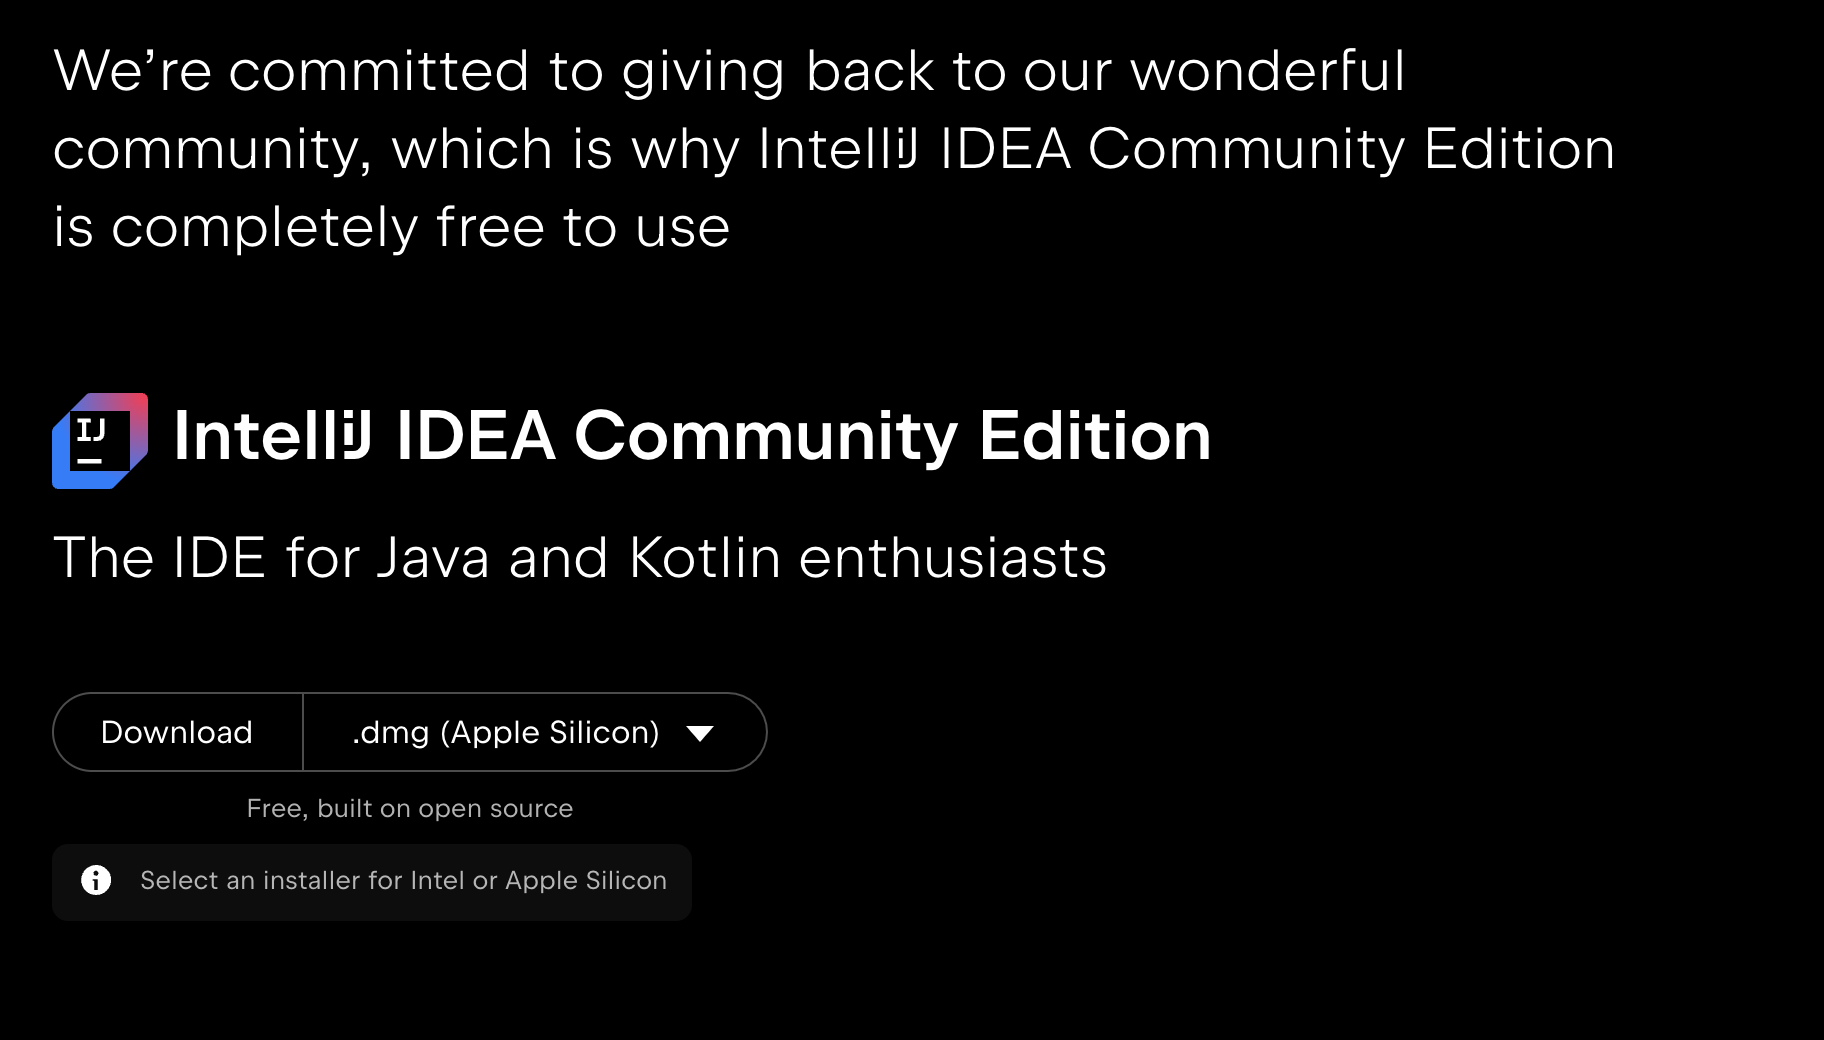 We’re committed to giving back to our wonderful
community, which is why IntelliJ IDEA Community Edition
is completely free to use
IJ
IntelliJ IDEA Community Edition
The IDE for Java and Kotlin enthusiasts
Download
.dmg (Apple Silicon)
Free, built on open source
Select an installer for Intel or Apple Silicon